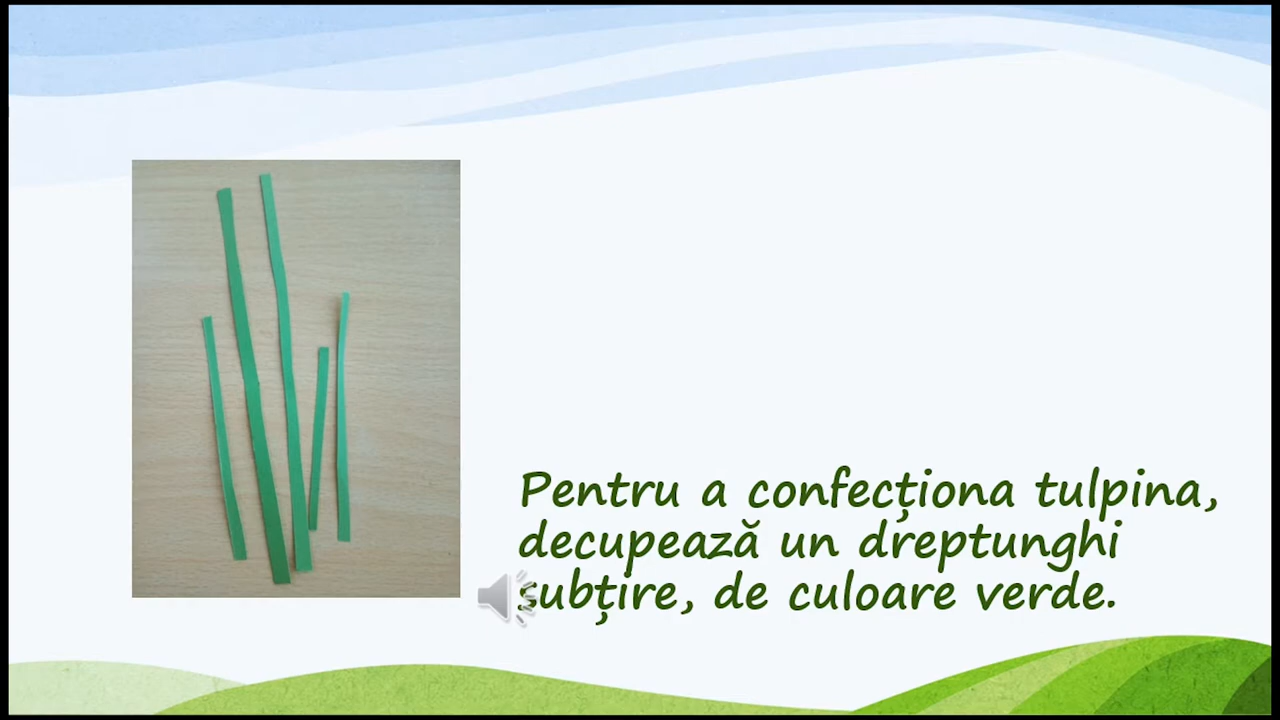 Pentru a confecționa tulpina,
decupează un dreptunghi
subțire, de culoare verde.